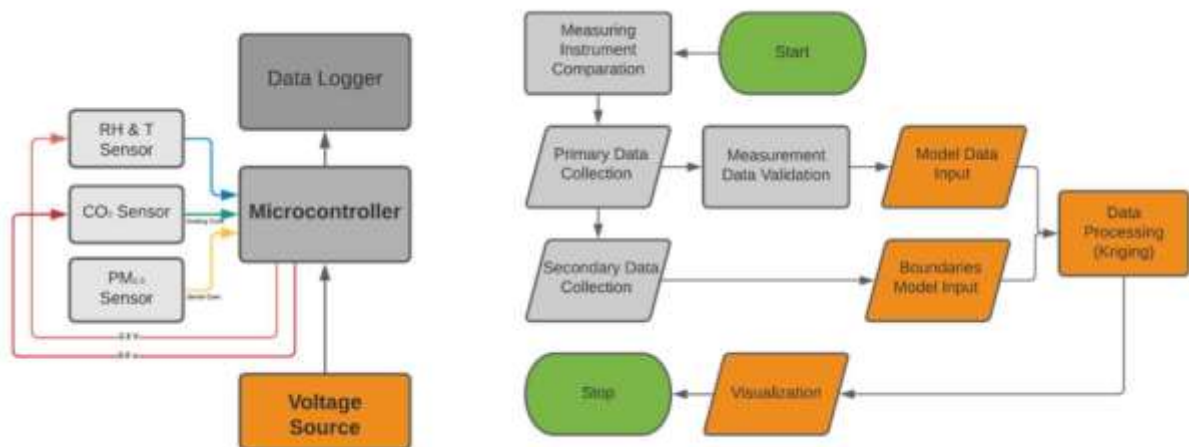 Data Logger
RH & T
Sensor
CO₂ Sensor
PM₂.₅
Sensor
Microcontroller
Voltage
Source
Measuring
Instrument
Comparation
Start
Primary Data
Collection
Measurement
Data Validation
Model Data
Input
Secondary Data
Collection
Boundaries
Model Input
Data
Processing
(Kriging)
Stop
Visualization